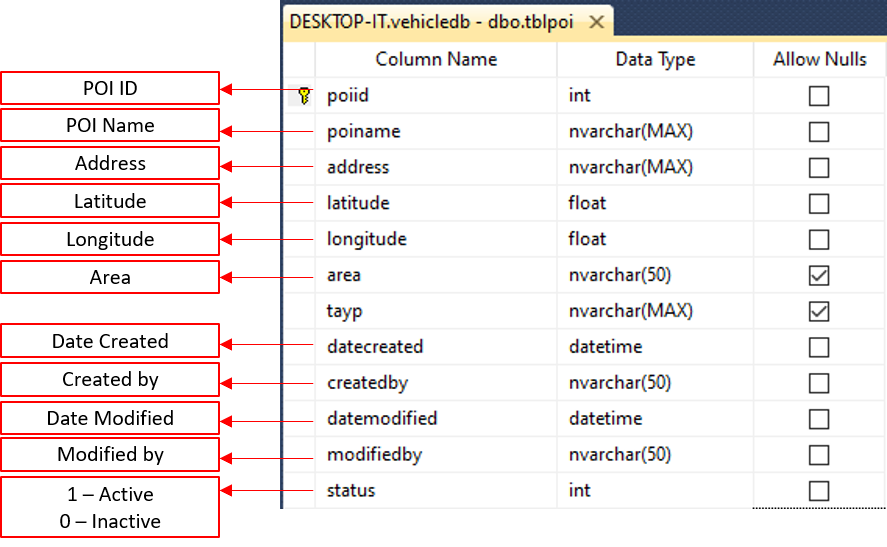 DESKTOP-IT.vehicledb - dbo.tblpoi
Column Name Data Type Allow Nulls
POI ID poiid int
POI Name poiname nvarchar(MAX)
Address address nvarchar(MAX)
Latitude latitude float
Longitude longitude float
Area area nvarchar(50)
tayp nvarchar(MAX)
Date Created datecreated datetime
Created by createdby nvarchar(50)
Date Modified datemodified datetime
Modified by modifiedby nvarchar(50)
1 – Active status int
0 – Inactive